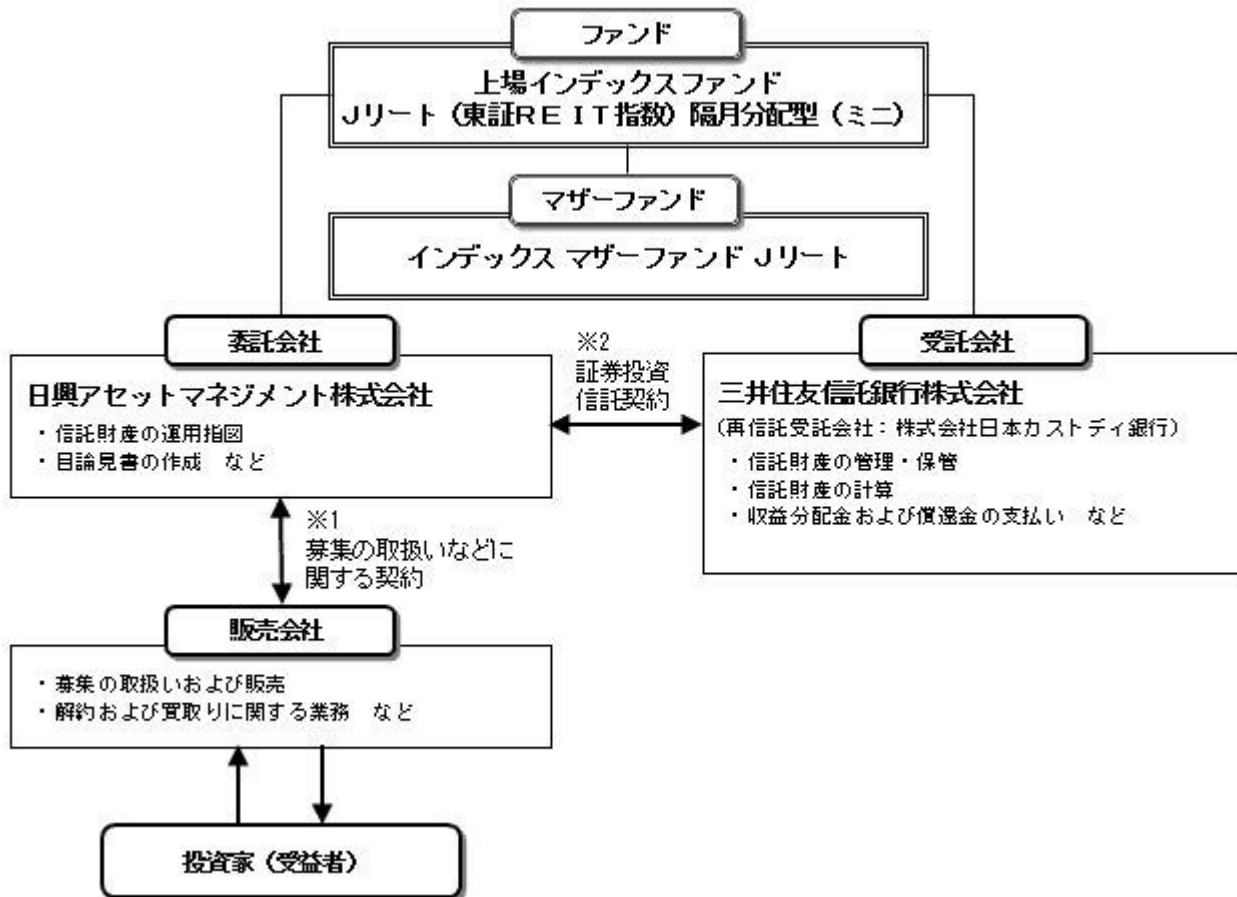 ファンド
上場インデックスファンド
Jリート（東証REIT指数）隔月分配型（ミニ）
マザーファンド
インデックス マザーファンド Jリート
委託会社
日興アセットマネジメント株式会社
・信託財産の運用指図
・目論見書の作成　など
※2
証券投資
信託契約
受託会社
三井住友信託銀行株式会社
(再信託受託会社：株式会社日本カストディ銀行)
・信託財産の管理・保管
・信託財産の計算
・収益分配金および償還金の支払い　など
※1
募集の取扱いなどに
関する契約
販売会社
・募集の取扱いおよび販売
・解約および買取りに関する業務　など
投資家（受益者）